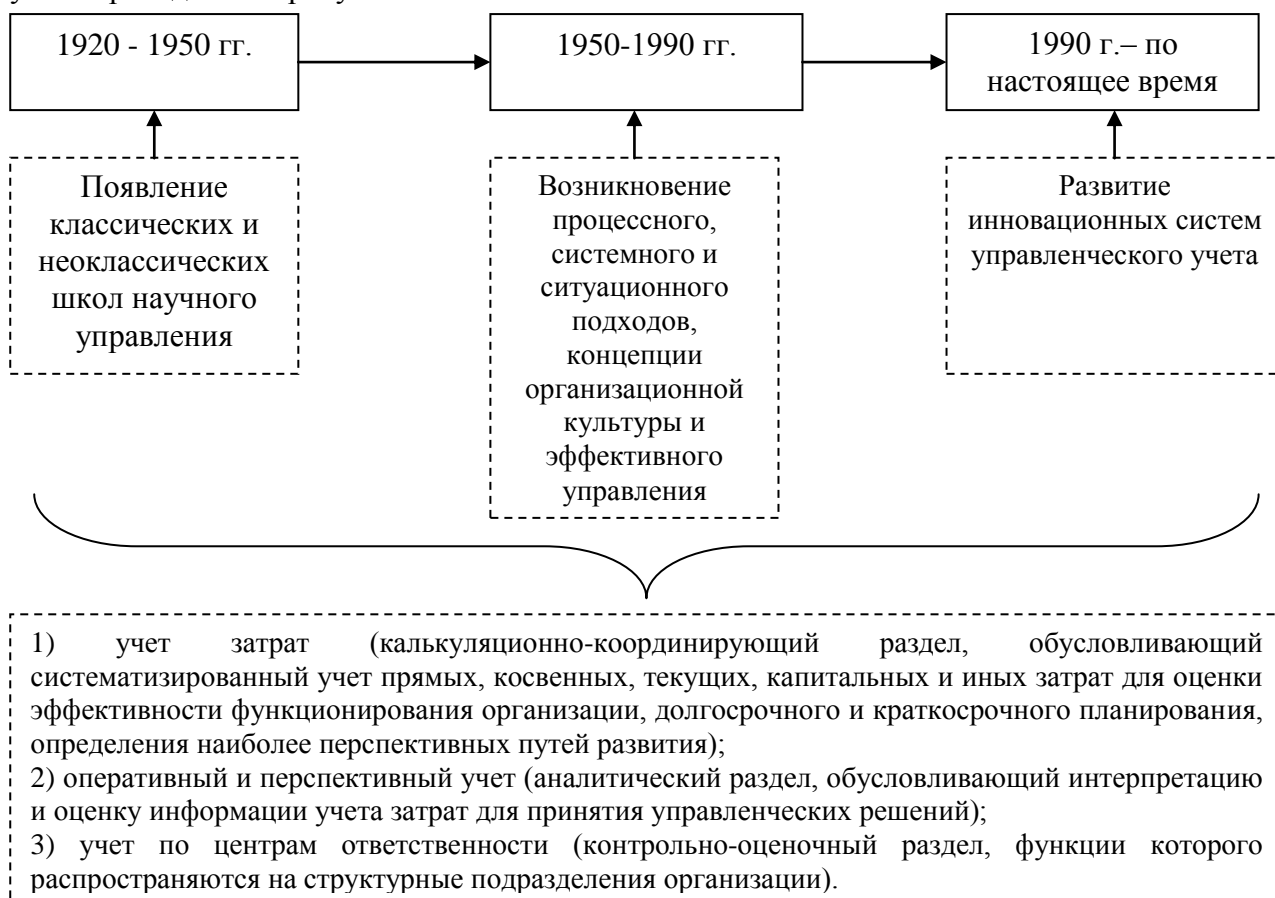 1920 - 1950 гг.
1950-1990 гг.
1990 г.– по
настоящее время
Появление
классических и
неоклассических
школ научного
управления
Возникновение
процессного,
системного и
ситуационного
подходов,
концепции
организационной
культуры и
эффективного
управления
Развитие
инновационных систем
управленческого учета
1) учет затрат (калькуляционно-координирующий раздел, обусловливающий
систематизированный учет прямых, косвенных, текущих, капитальных и иных затрат для оценки
эффективности функционирования организации, долгосрочного и краткосрочного планирования,
определения наиболее перспективных путей развития);
2) оперативный и перспективный учет (аналитический раздел, обусловливающий интерпретацию
и оценку информации учета затрат для принятия управленческих решений);
3) учет по центрам ответственности (контрольно-оценочный раздел, функции которого
распространяются на структурные подразделения организации).